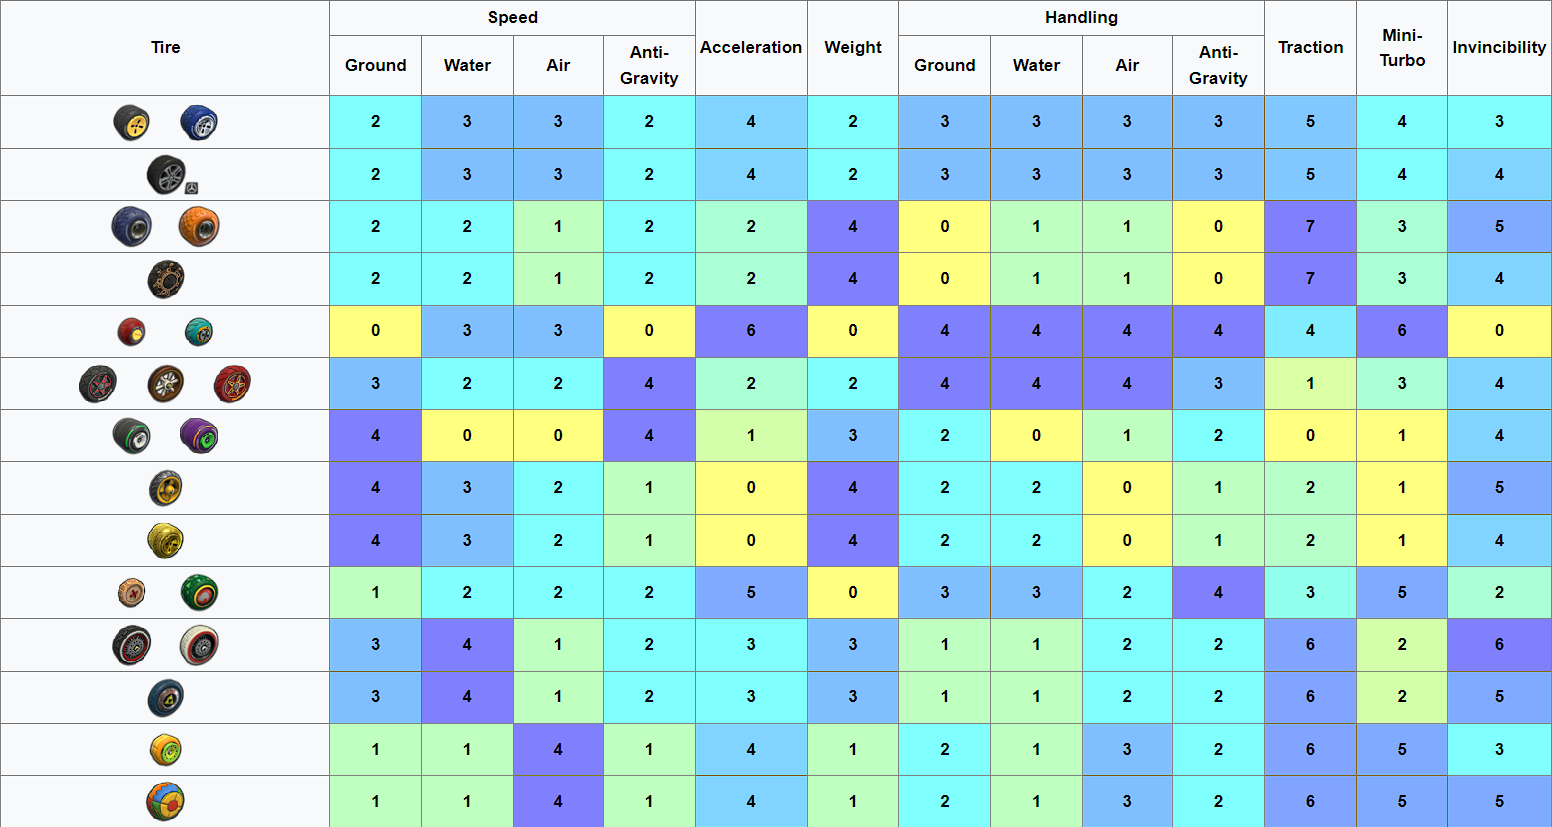 Tire Speed Acceleration Weight Handling Traction Mini-Turbo Invincibility
Ground Water Air Anti-Gravity Ground Water Air Anti-Gravity
2 3 3 2 4 2 3 3 3 3 5 4 3
2 3 3 2 4 2 3 3 3 3 5 4 4
2 2 1 2 2 4 0 1 1 0 7 3 5
2 2 1 2 2 4 0 1 1 0 7 3 4
0 3 3 0 6 0 4 4 4 4 4 6 0
3 2 2 4 2 2 4 4 4 3 1 3 4
4 0 0 4 1 3 2 0 1 2 0 1 4
4 3 2 1 0 4 2 2 0 1 2 1 5
4 3 2 1 0 4 2 2 0 1 2 1 4
1 2 2 2 5 0 3 3 2 4 3 5 2
3 4 1 2 3 3 1 1 2 2 6 2 6
3 4 1 2 3 3 1 1 2 2 6 2 5
1 1 4 1 4 1 2 1 3 2 6 5 3
1 1 4 1 4 1 2 1 3 2 6 5 5